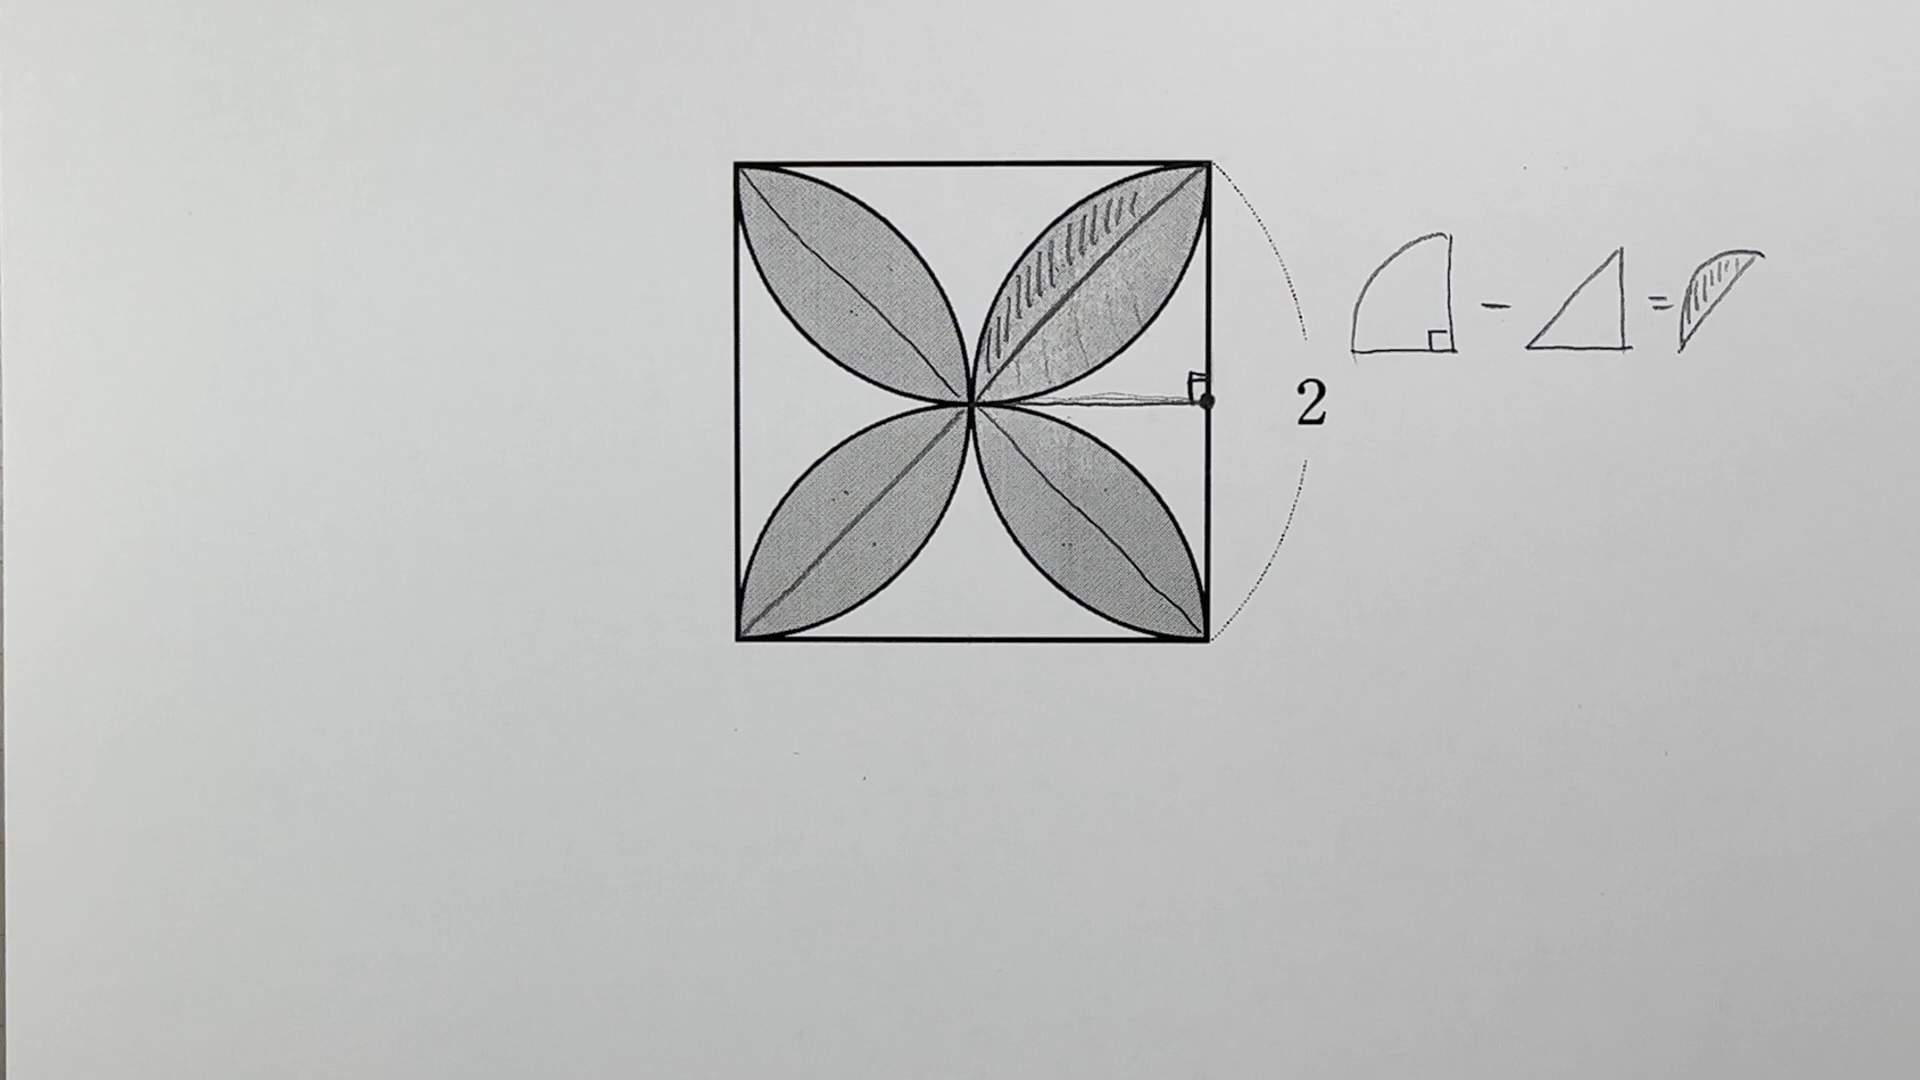 2
- =